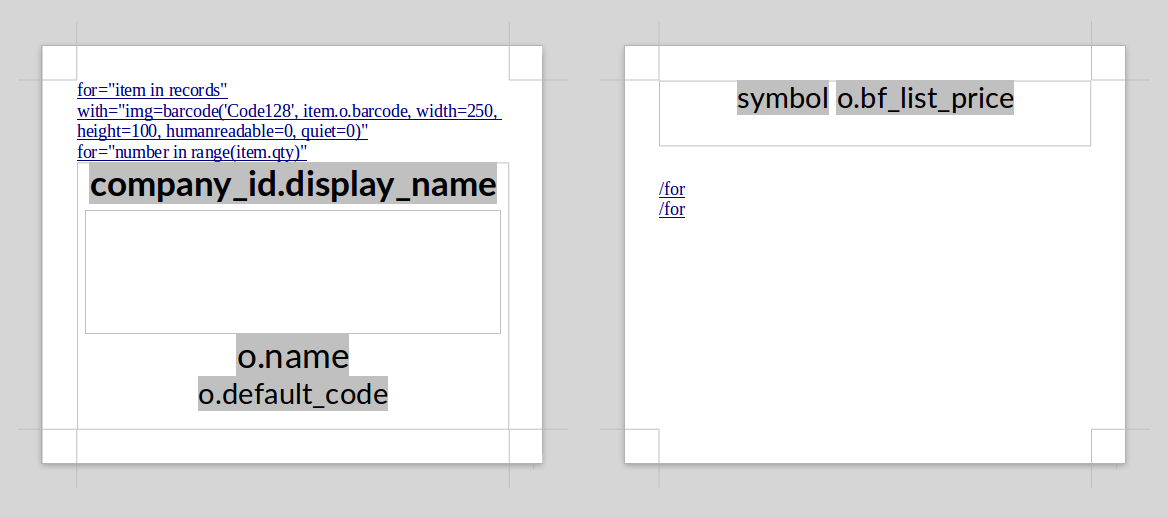 for="item in records"
with="img=barcode('Code128', item.o.barcode, width=250,
height=100, humanreadable=0, quiet=0)"
for="number in range(item.qty)"
company_id.display_name
o.name
o.default_code
symbol o.bf_list_price
/for
/for